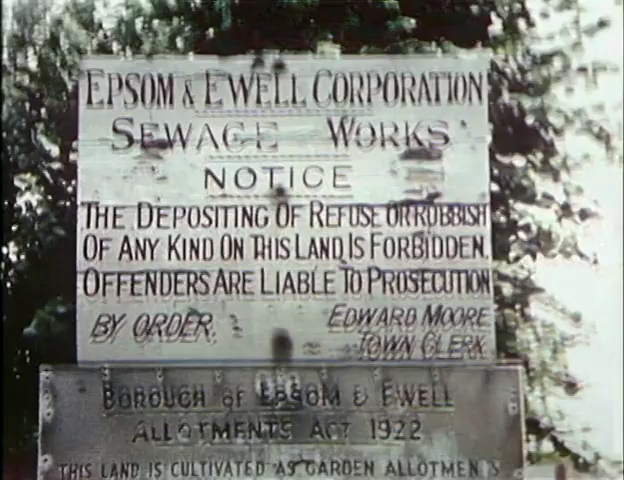 EPSOM & EWELL CORPORATION
SEWAGE WORKS
NOTICE
THE DEPOSITING OF REFUSE OR RUBBISH
OF ANY KIND ON THIS LAND IS FORBIDDEN.
OFFENDERS ARE LIABLE TO PROSECUTION
BY ORDER. EDWARD MOORE
TOWN CLERK
BOROUGH OF EPSOM & EWELL
ALLOTMENTS ACT 1922
THIS LAND IS CULTIVATED AS GARDEN ALLOTMENTS